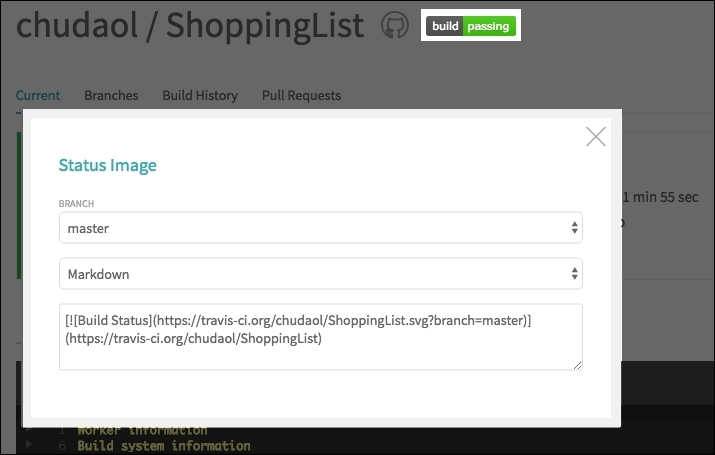 chudaol / ShoppingList
build passing
Current Branches Build History Pull Requests
Status Image
BRANCH
master
1 min 55 sec
Markdown
[![Build Status](https://travis-ci.org/chudaol/ShoppingList.svg?branch=master)]
(https://travis-ci.org/chudaol/ShoppingList)
1 Worker information
6 Build system information